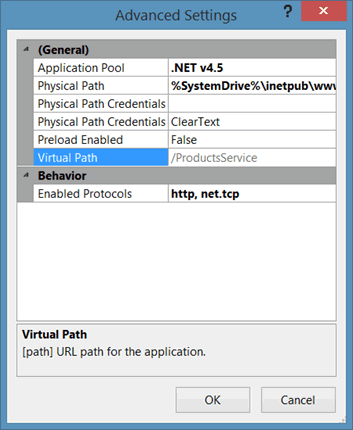 Advanced Settings
?
(General)
Application Pool .NET v4.5
Physical Path %SystemDrive%\inetpub\www
Physical Path Credentials
Physical Path Credentials ClearText
Preload Enabled False
Virtual Path /ProductsService
Behavior
Enabled Protocols http, net.tcp
Virtual Path
[path] URL path for the application.
OK Cancel